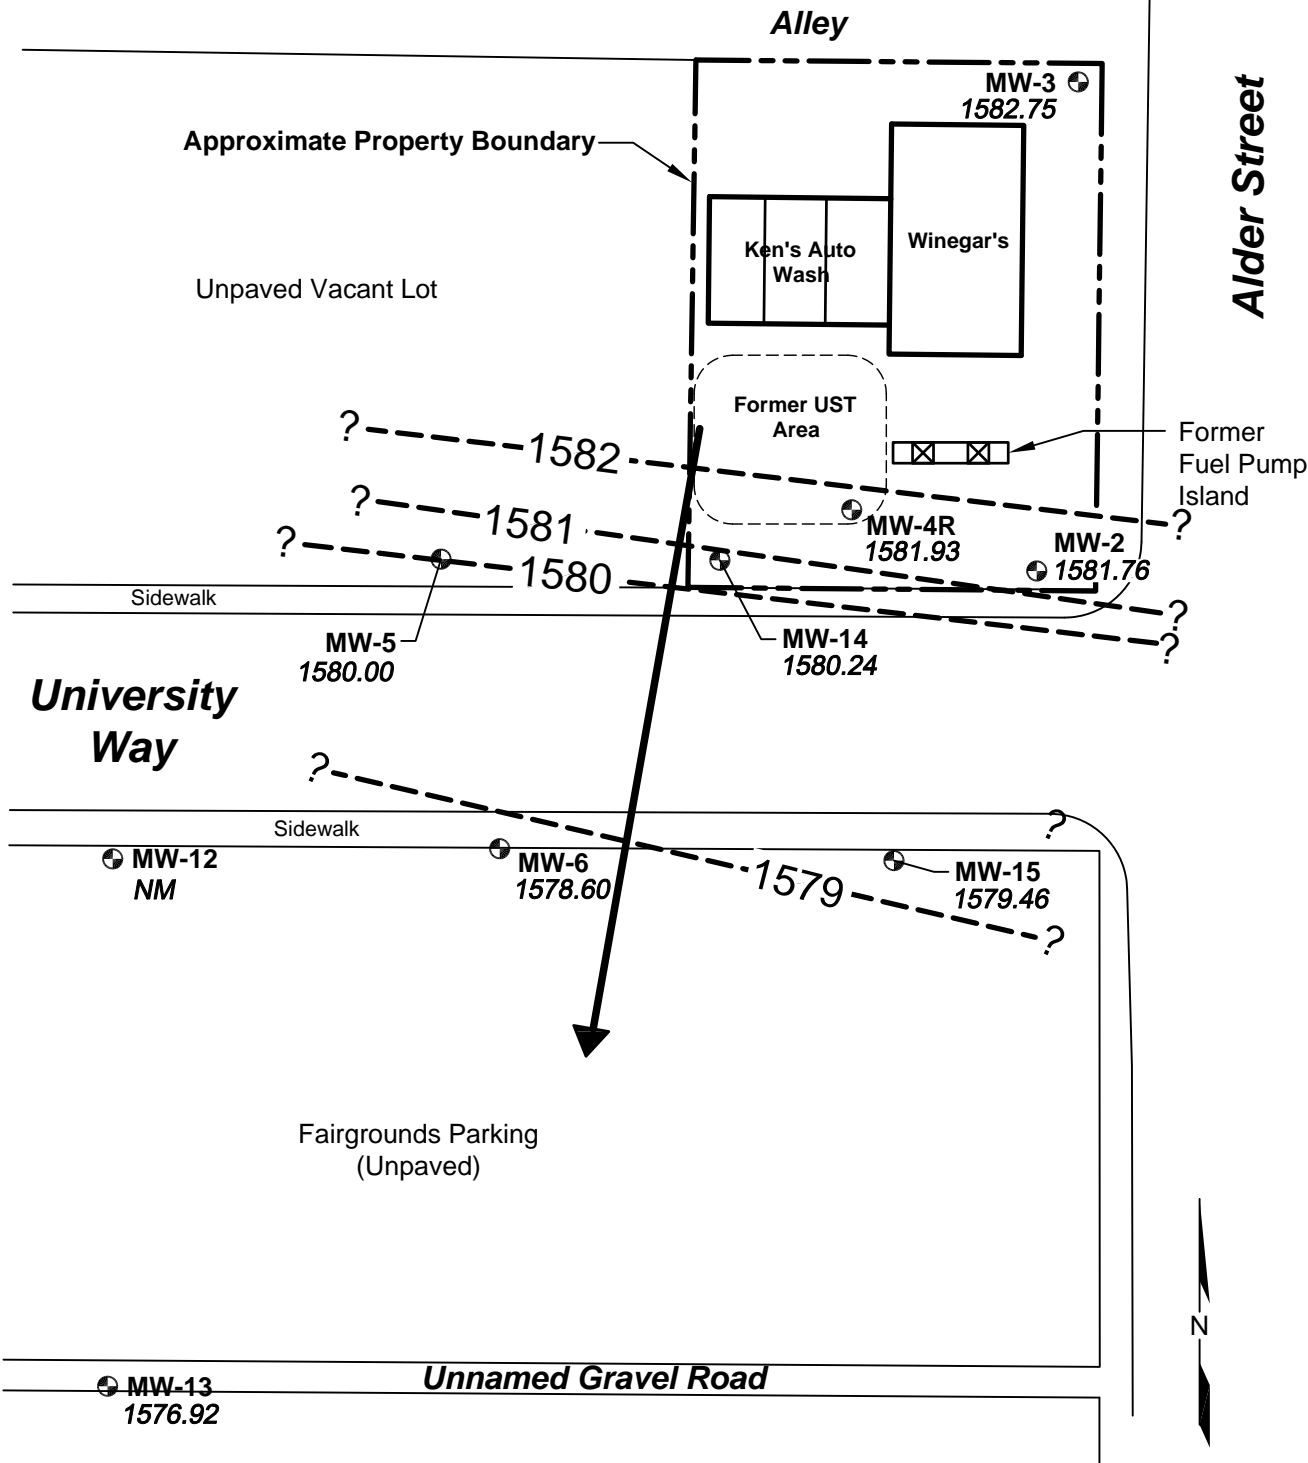 Alley
MW-3
1582.75
Alder Street
Approximate Property Boundary
Ken's Auto
Wash
Winegar's
Unpaved Vacant Lot
Former UST
Area
Former
Fuel Pump
Island
?
1582
?
?
1581
?
?
1580
?
MW-4R
1581.93
MW-2
1581.76
Sidewalk
MW-5
1580.00
MW-14
1580.24
University
Way
?
Sidewalk
?
MW-12
NM
MW-6
1578.60
1579
MW-15
1579.46
?
Fairgrounds Parking
(Unpaved)
N
Unnamed Gravel Road
MW-13
1576.92